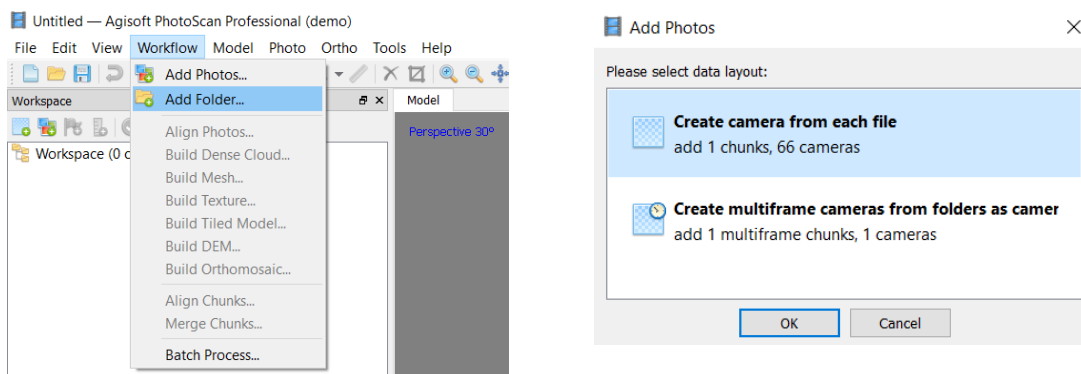 Untitled — Agisoft PhotoScan Professional (demo)
File Edit View Workflow Model Photo Ortho Tools Help
Workspace
Workspace (0 c
Add Photos...
Add Folder...
Align Photos...
Build Dense Cloud...
Build Mesh...
Build Texture...
Build Tiled Model...
Build DEM...
Build Orthomosaic...
Align Chunks...
Merge Chunks...
Batch Process...
Model
Perspective 30°
Add Photos
Please select data layout:
Create camera from each file
add 1 chunks, 66 cameras
Create multiframe cameras from folders as camer
add 1 multiframe chunks, 1 cameras
OK Cancel